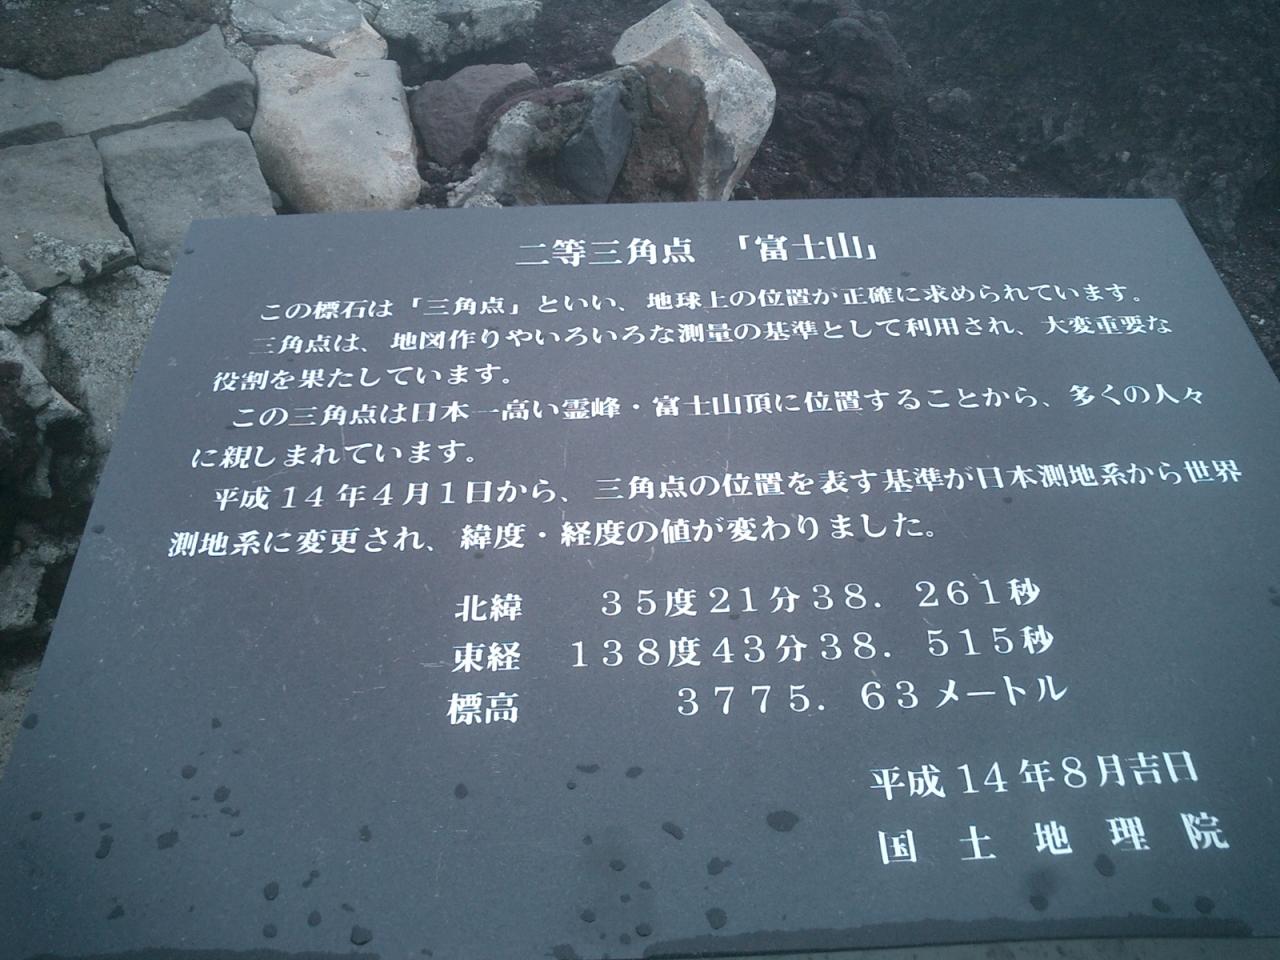 二等三角点 「富士山」
この標石は「三角点」といい、地球上の位置が正確に求められています。
三角点は、地図作りやいろいろな測量の基準として利用され、大変重要な
役割を果たしています。
この三角点は日本一高い霊峰・富士山頂に位置することから、多くの人々
に親しまれています。
平成14年4月1日から、三角点の位置を表す基準が日本測地系から世界
測地系に変更され、緯度・経度の値が変わりました。
北緯 35度21分38.261秒
東経 138度43分38.515秒
標高 3775.63メートル
平成14年8月吉日
国土地理院